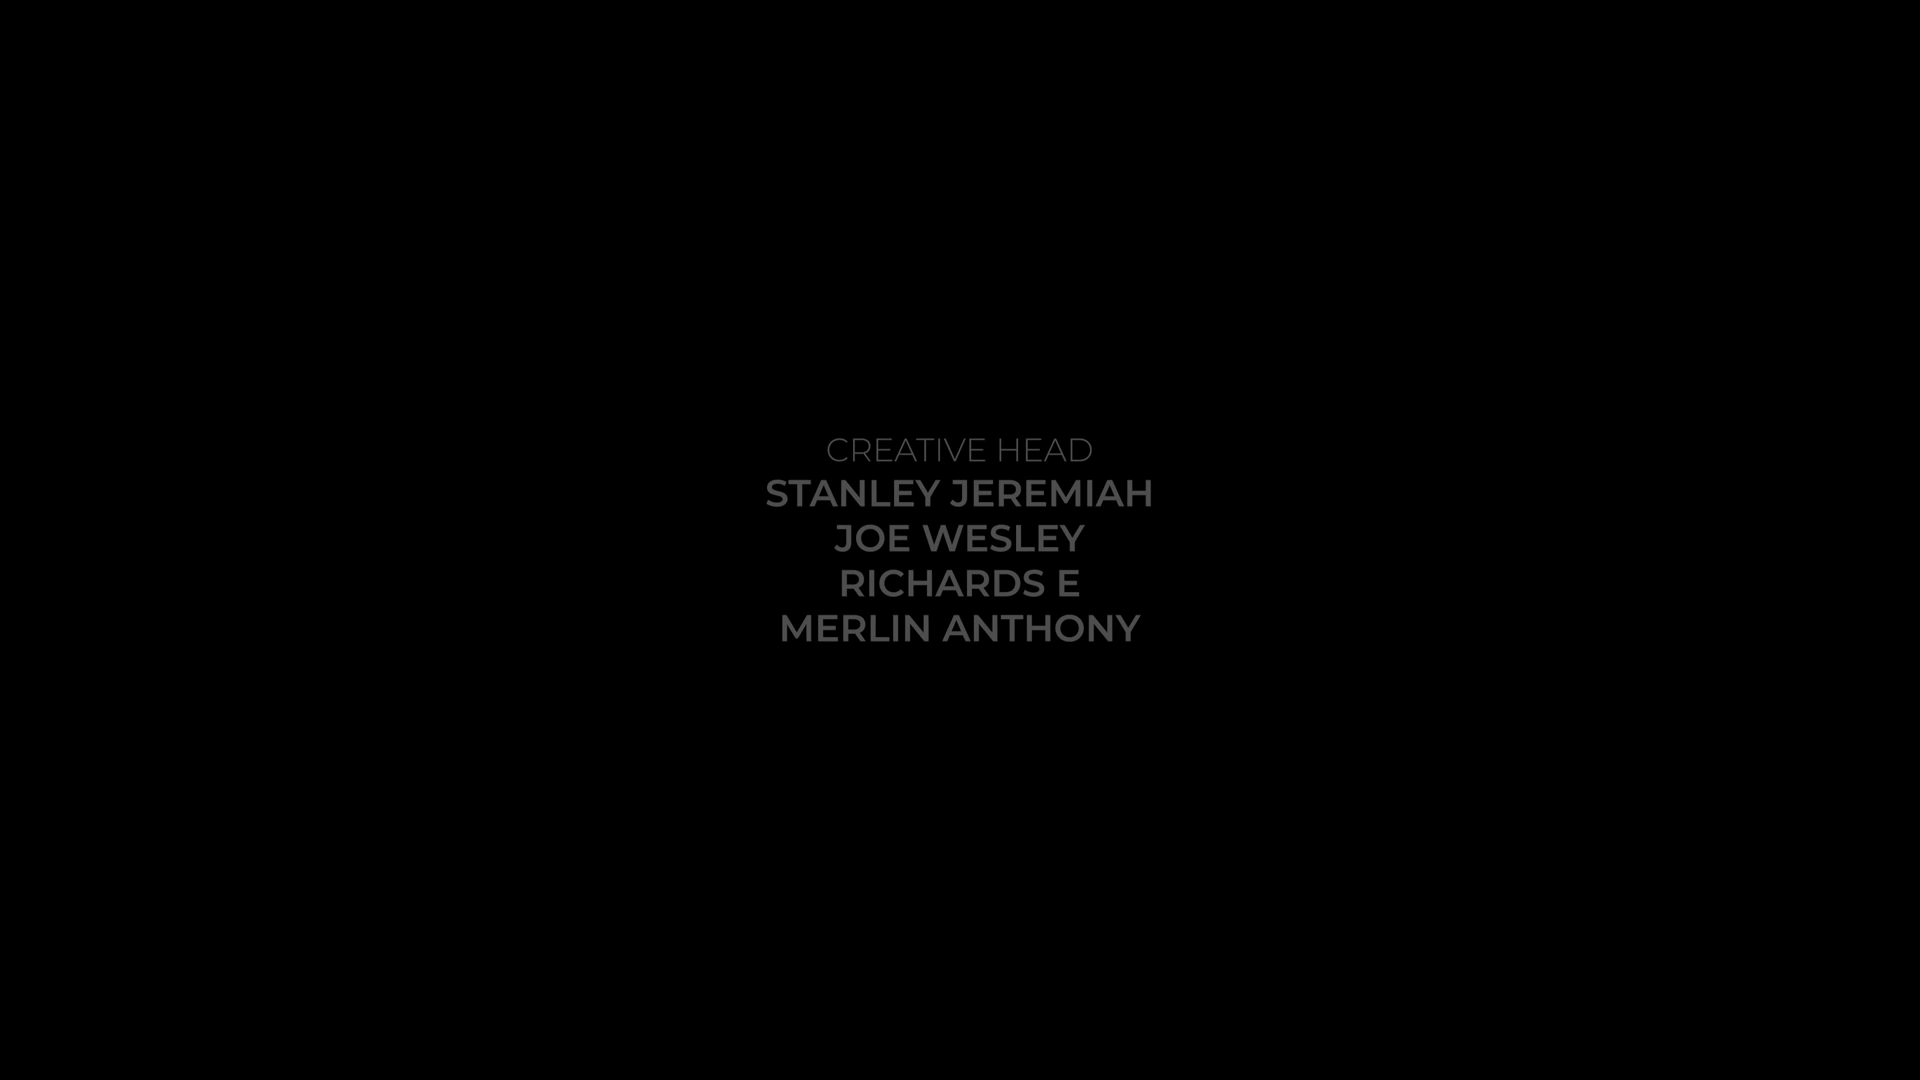 CREATIVE HEAD
STANLEY JEREMIAH
JOE WESLEY
RICHARDS E
MERLIN ANTHONY